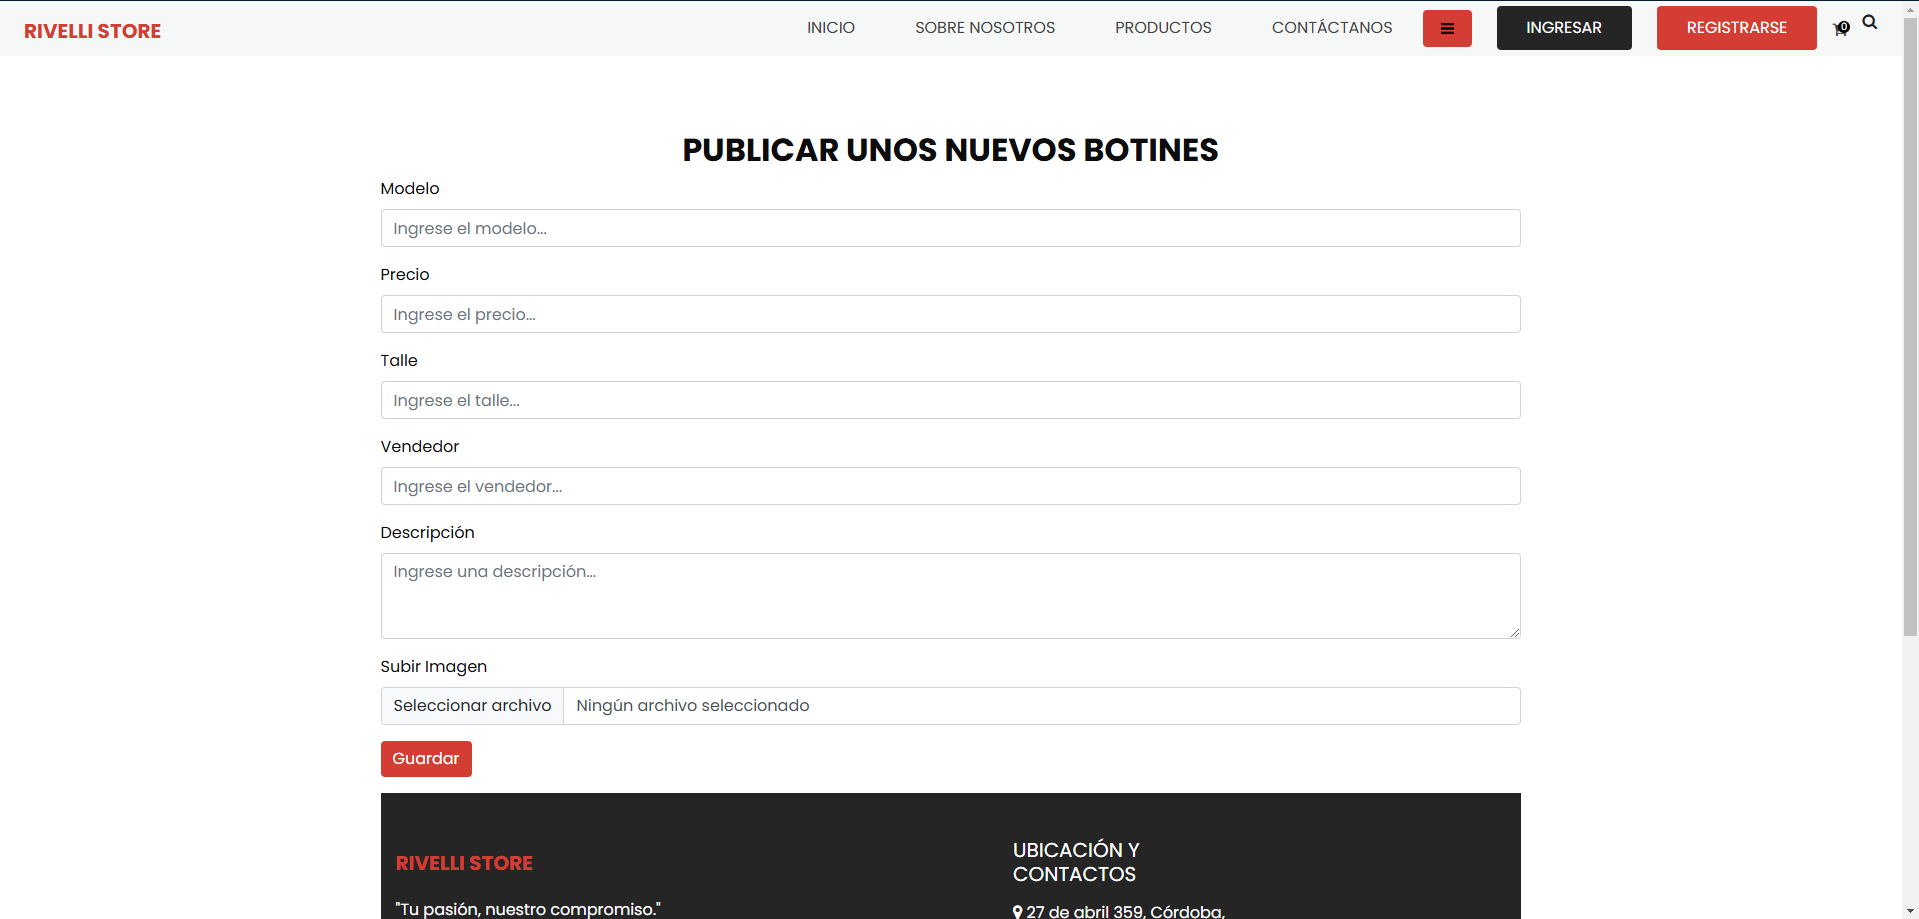 RIVELLI STORE
INICIO
SOBRE NOSOTROS
PRODUCTOS
CONTÁCTANOS
INGRESAR
REGISTRARSE
0
PUBLICAR UNOS NUEVOS BOTINES
Modelo
Ingrese el modelo...
Precio
Ingrese el precio...
Talle
Ingrese el talle...
Vendedor
Ingrese el vendedor...
Descripción
Ingrese una descripción...
Subir Imagen
Seleccionar archivo
Ningún archivo seleccionado
Guardar
RIVELLI STORE
"Tu pasión, nuestro compromiso."
UBICACIÓN Y
CONTACTOS
27 de abril 359, Córdoba,